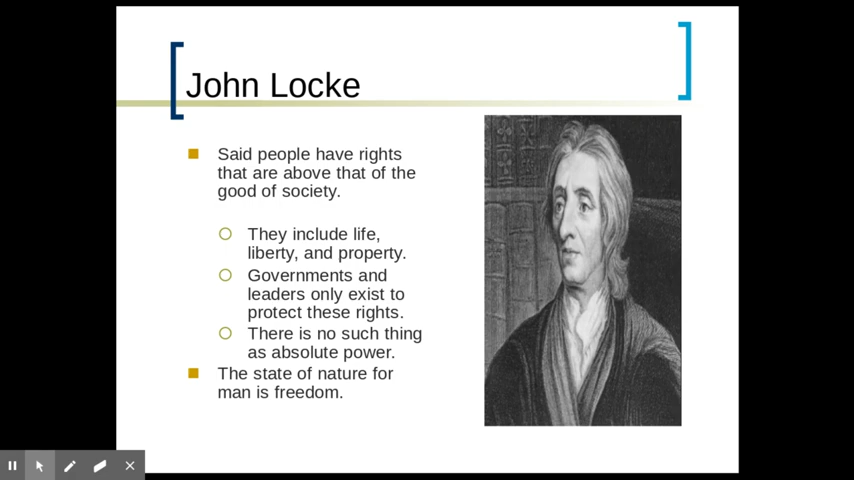 John Locke
Said people have rights
that are above that of the
good of society.
They include life,
liberty, and property.
Governments and
leaders only exist to
protect these rights.
There is no such thing
as absolute power.
The state of nature for
man is freedom.